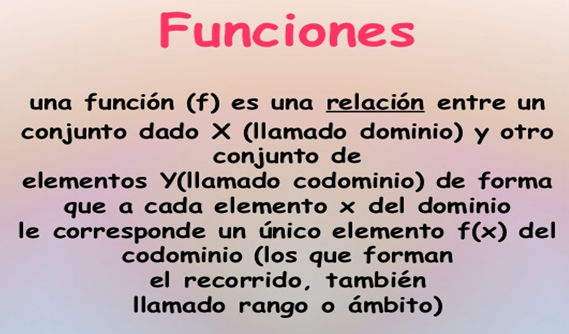 Funciones
una función (f) es una relación entre un
conjunto dado X (llamado dominio) y otro
conjunto de
elementos Y(llamado codominio) de forma
que a cada elemento x del dominio
le corresponde un único elemento f(x) del
codominio (los que forman
el recorrido, también
llamado rango o ámbito)